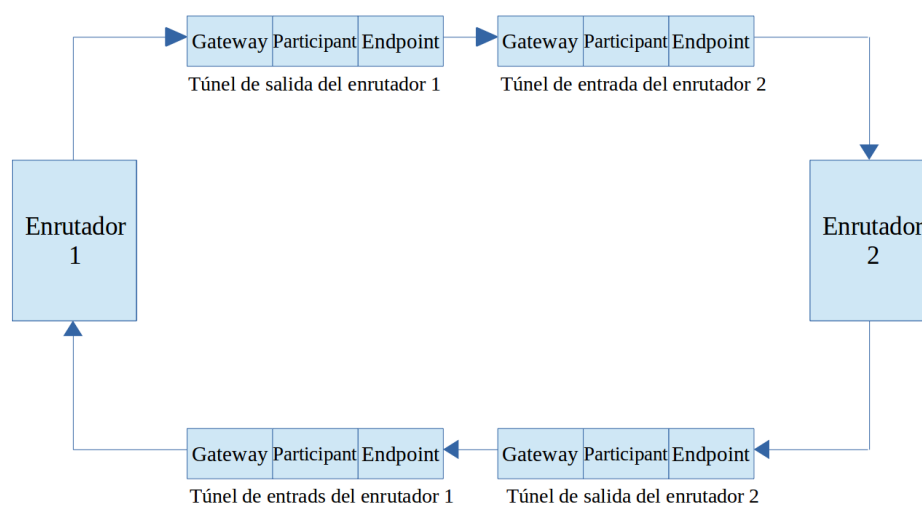 Gateway Participant Endpoint Gateway Participant Endpoint
Túnel de salida del enrutador 1 Túnel de entrada del enrutador 2
Enrutador
1
Enrutador
2
Gateway Participant Endpoint Gateway Participant Endpoint
Túnel de entrads del enrutador 1 Túnel de salida del enrutador 2